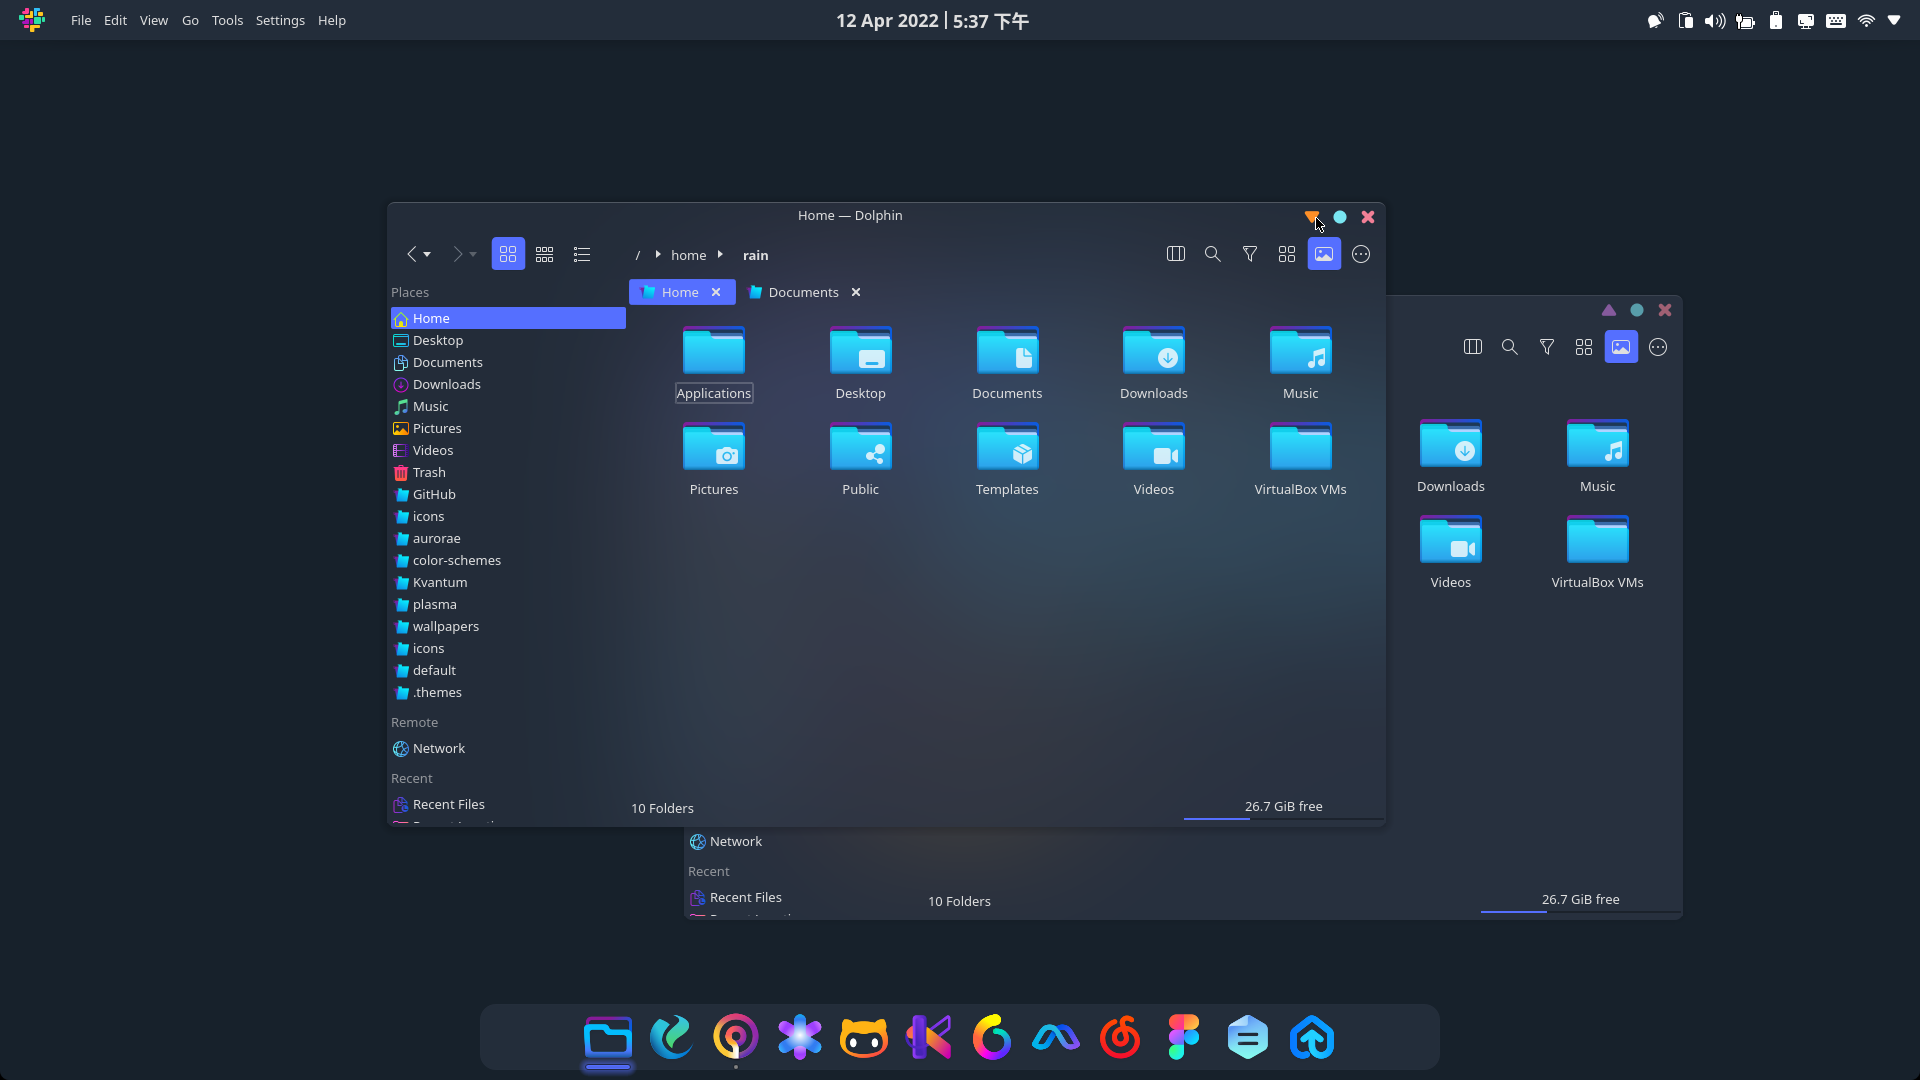 File Edit View Go Tools Settings Help
12 Apr 2022 | 5:37 下午
Home — Dolphin
/ home rain
Places
Home
Desktop
Documents
Downloads
Music
Pictures
Videos
Trash
GitHub
icons
aurorae
color-schemes
Kvantum
plasma
wallpapers
icons
default
.themes
Remote
Network
Recent
Recent Files
Home Documents
Applications Desktop Documents Downloads Music
Pictures Public Templates Videos VirtualBox VMs
10 Folders 26.7 GiB free
Downloads Music
Videos VirtualBox VMs
Network
Recent
Recent Files
10 Folders 26.7 GiB free